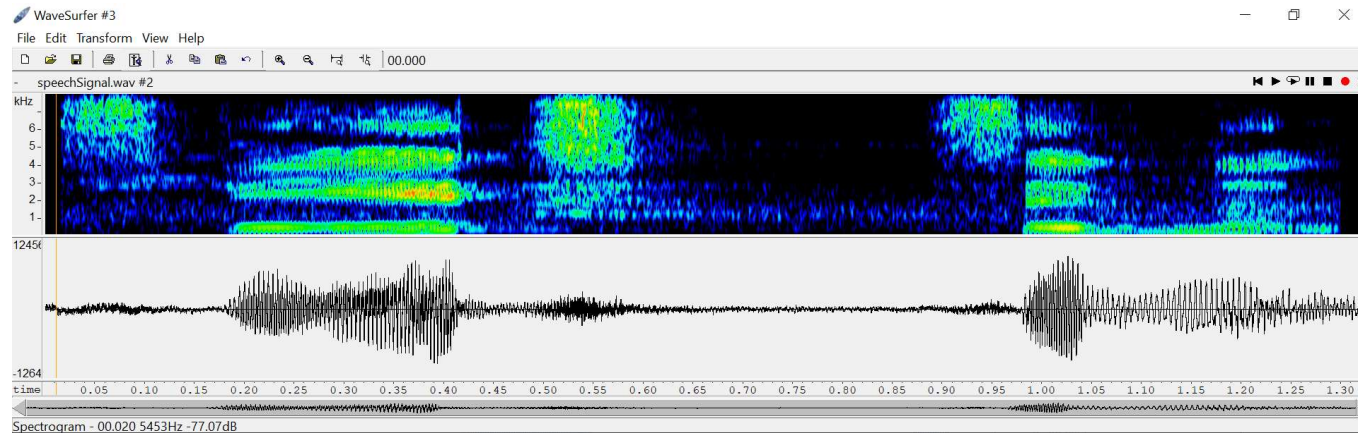 WaveSurfer #3
File Edit Transform View Help
00.000
- speechSignal.wav #2
kHz
6
5
4
3
2
1
12456
-1264
time 0.05 0.10 0.15 0.20 0.25 0.30 0.35 0.40 0.45 0.50 0.55 0.60 0.65 0.70 0.75 0.80 0.85 0.90 0.95 1.00 1.05 1.10 1.15 1.20 1.25 1.30
Spectrogram - 00.020 5453Hz -77.07dB